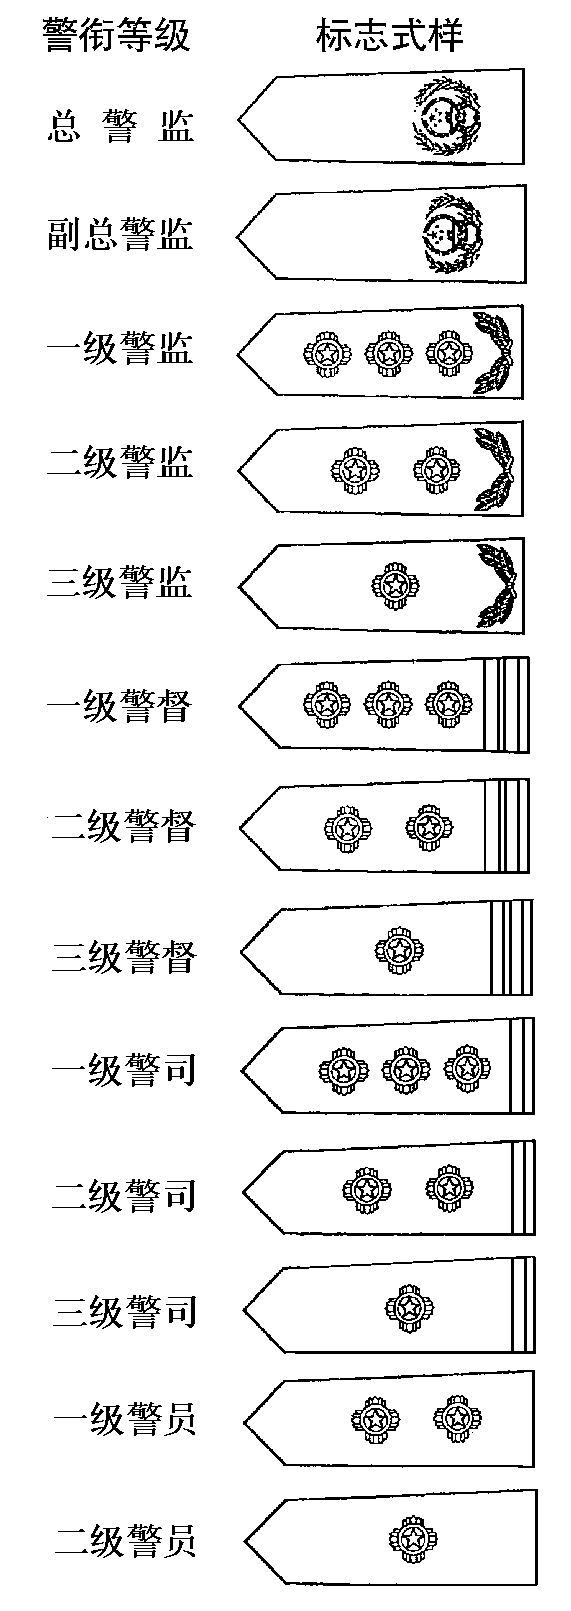 警衔等级 标志式样
总警监
副总警监
一级警监
二级警监
三级警监
一级警督
二级警督
三级警督
一级警司
二级警司
三级警司
一级警员
二级警员